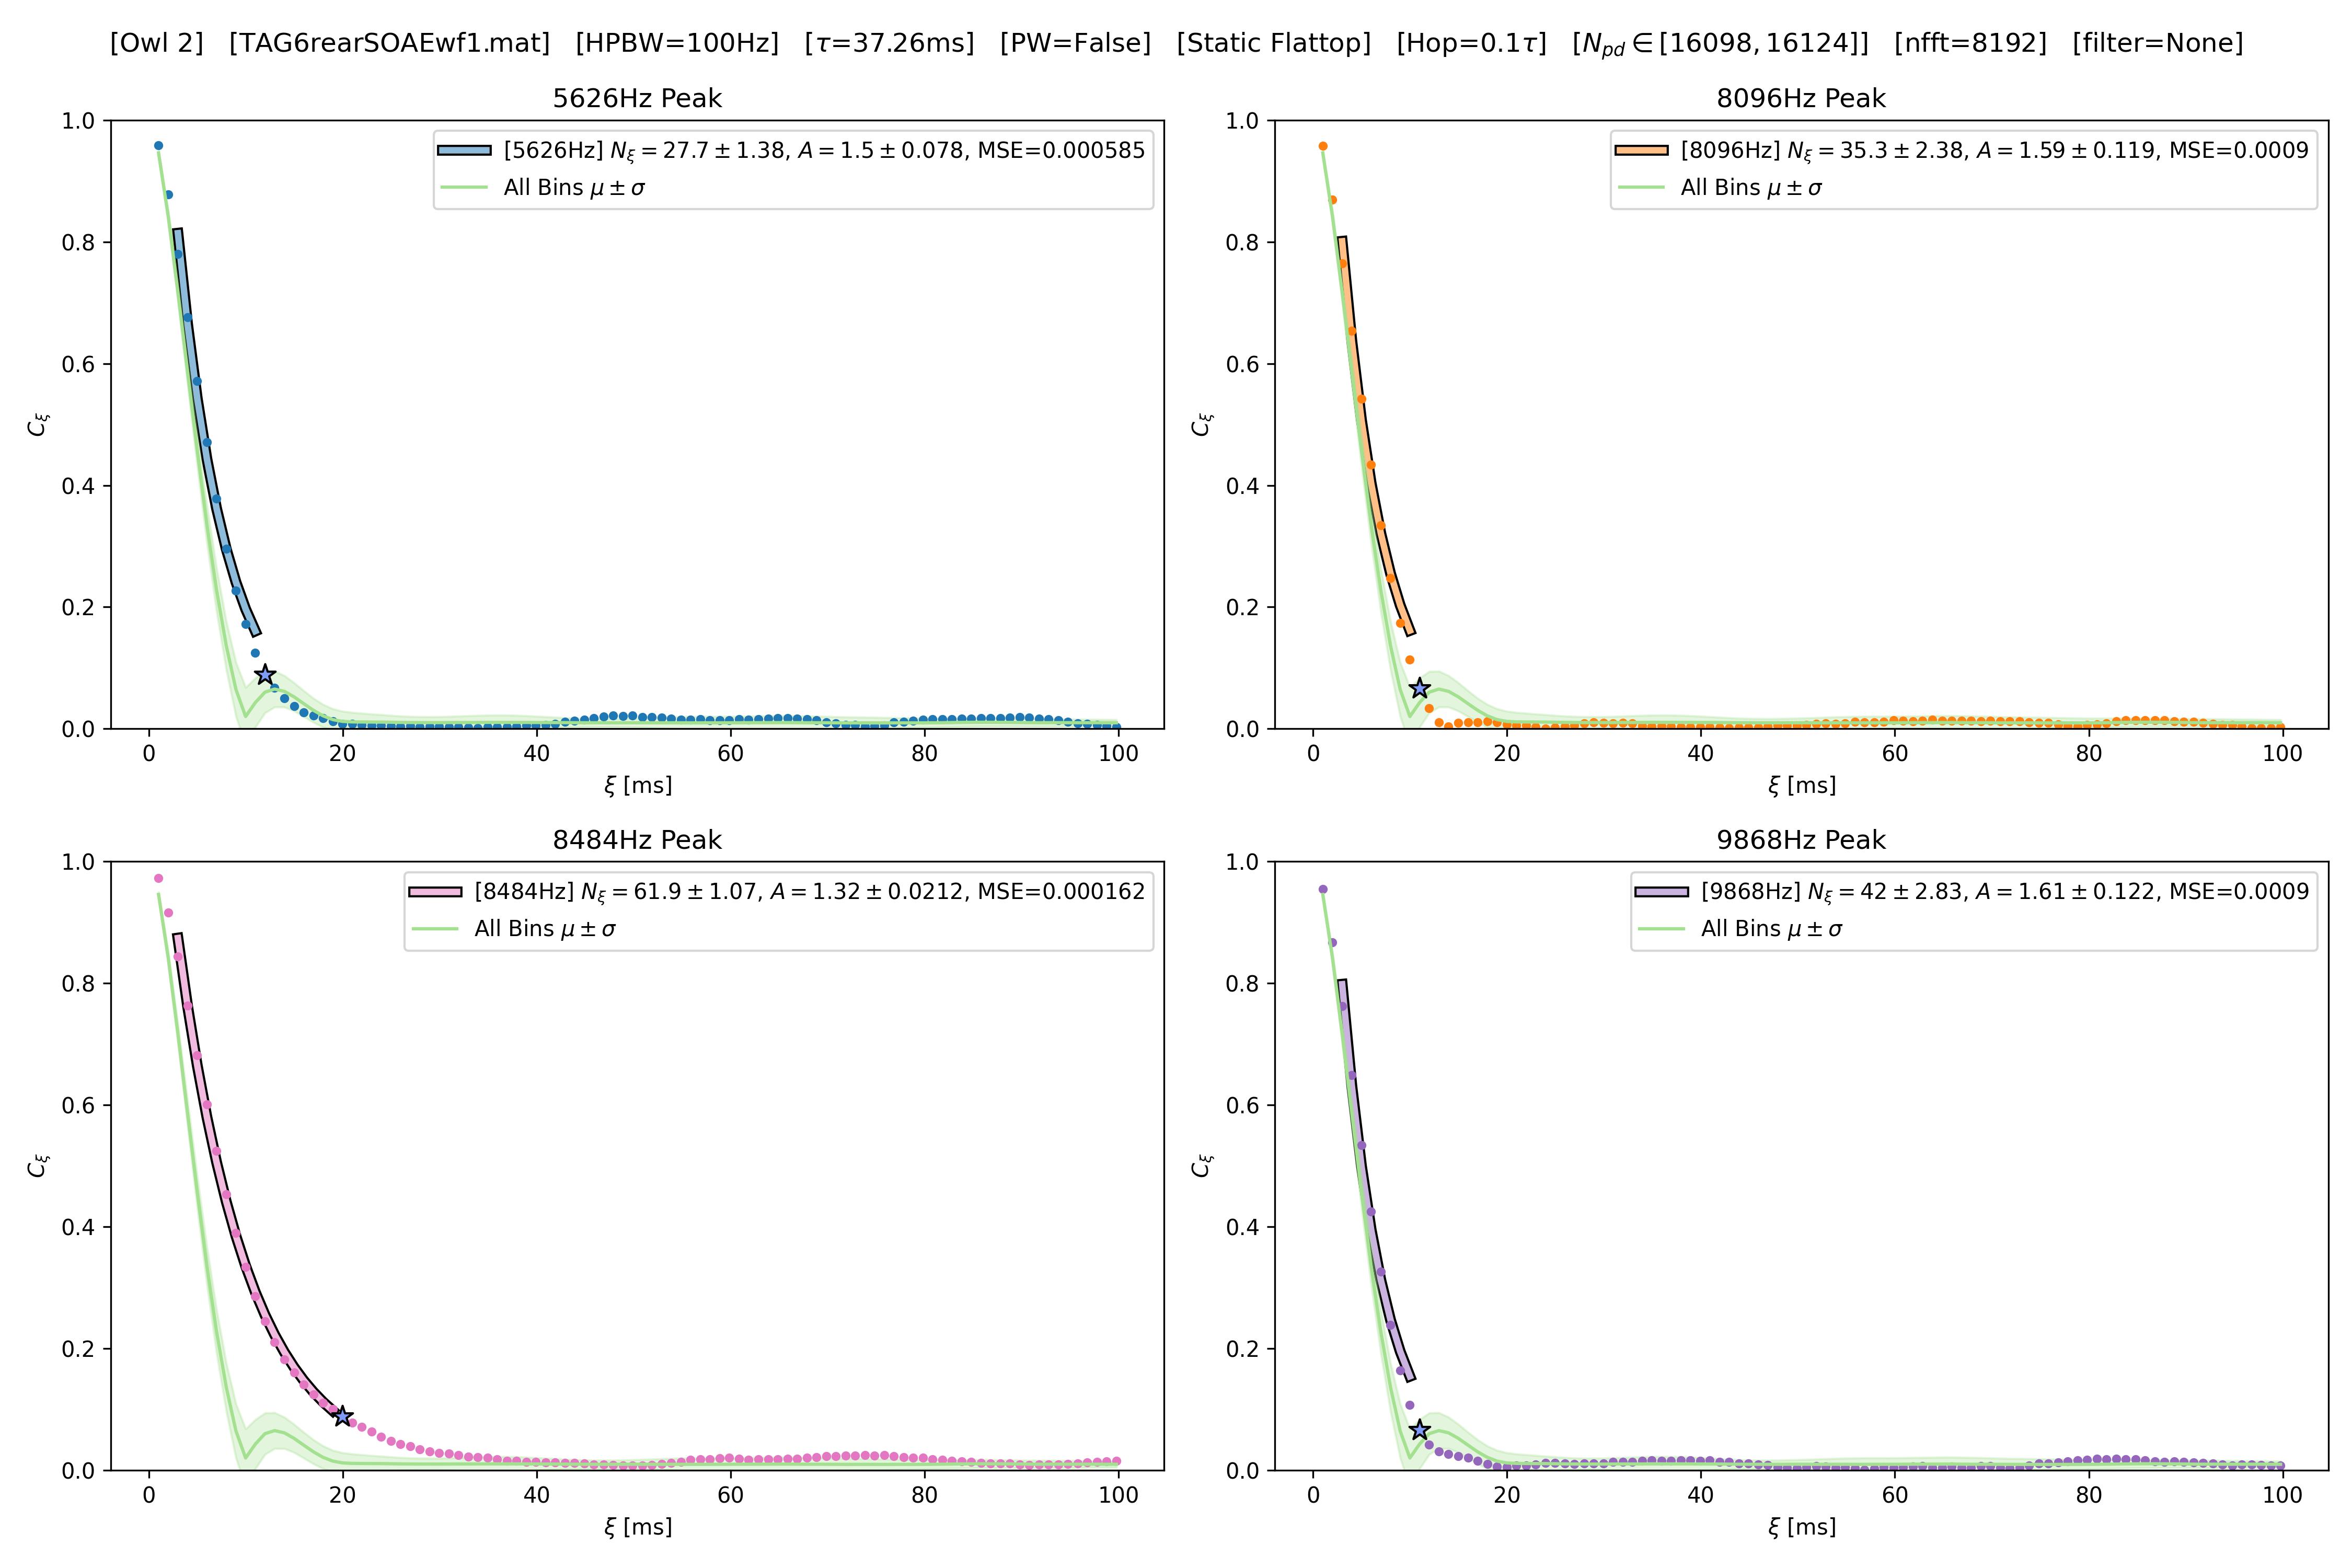 [Owl 2] [TAG6rearSOAEwf1.mat] [HPBW=100Hz] [τ=37.26ms] [PW=False] [Static Flattop] [Hop=0.1τ] [N_pd ∈ [16098, 16124]] [nfft=8192] [filter=None]
5626Hz Peak
[5626Hz] N_ξ = 27.7 ± 1.38, A = 1.5 ± 0.078, MSE=0.000585
All Bins μ ± σ
1.0
0.8
0.6
0.4
0.2
0.0
C_ξ
0 20 40 60 80 100
ξ [ms]
8096Hz Peak
[8096Hz] N_ξ = 35.3 ± 2.38, A = 1.59 ± 0.119, MSE=0.0009
All Bins μ ± σ
1.0
0.8
0.6
0.4
0.2
0.0
C_ξ
0 20 40 60 80 100
ξ [ms]
8484Hz Peak
[8484Hz] N_ξ = 61.9 ± 1.07, A = 1.32 ± 0.0212, MSE=0.000162
All Bins μ ± σ
1.0
0.8
0.6
0.4
0.2
0.0
C_ξ
0 20 40 60 80 100
ξ [ms]
9868Hz Peak
[9868Hz] N_ξ = 42 ± 2.83, A = 1.61 ± 0.122, MSE=0.0009
All Bins μ ± σ
1.0
0.8
0.6
0.4
0.2
0.0
C_ξ
0 20 40 60 80 100
ξ [ms]